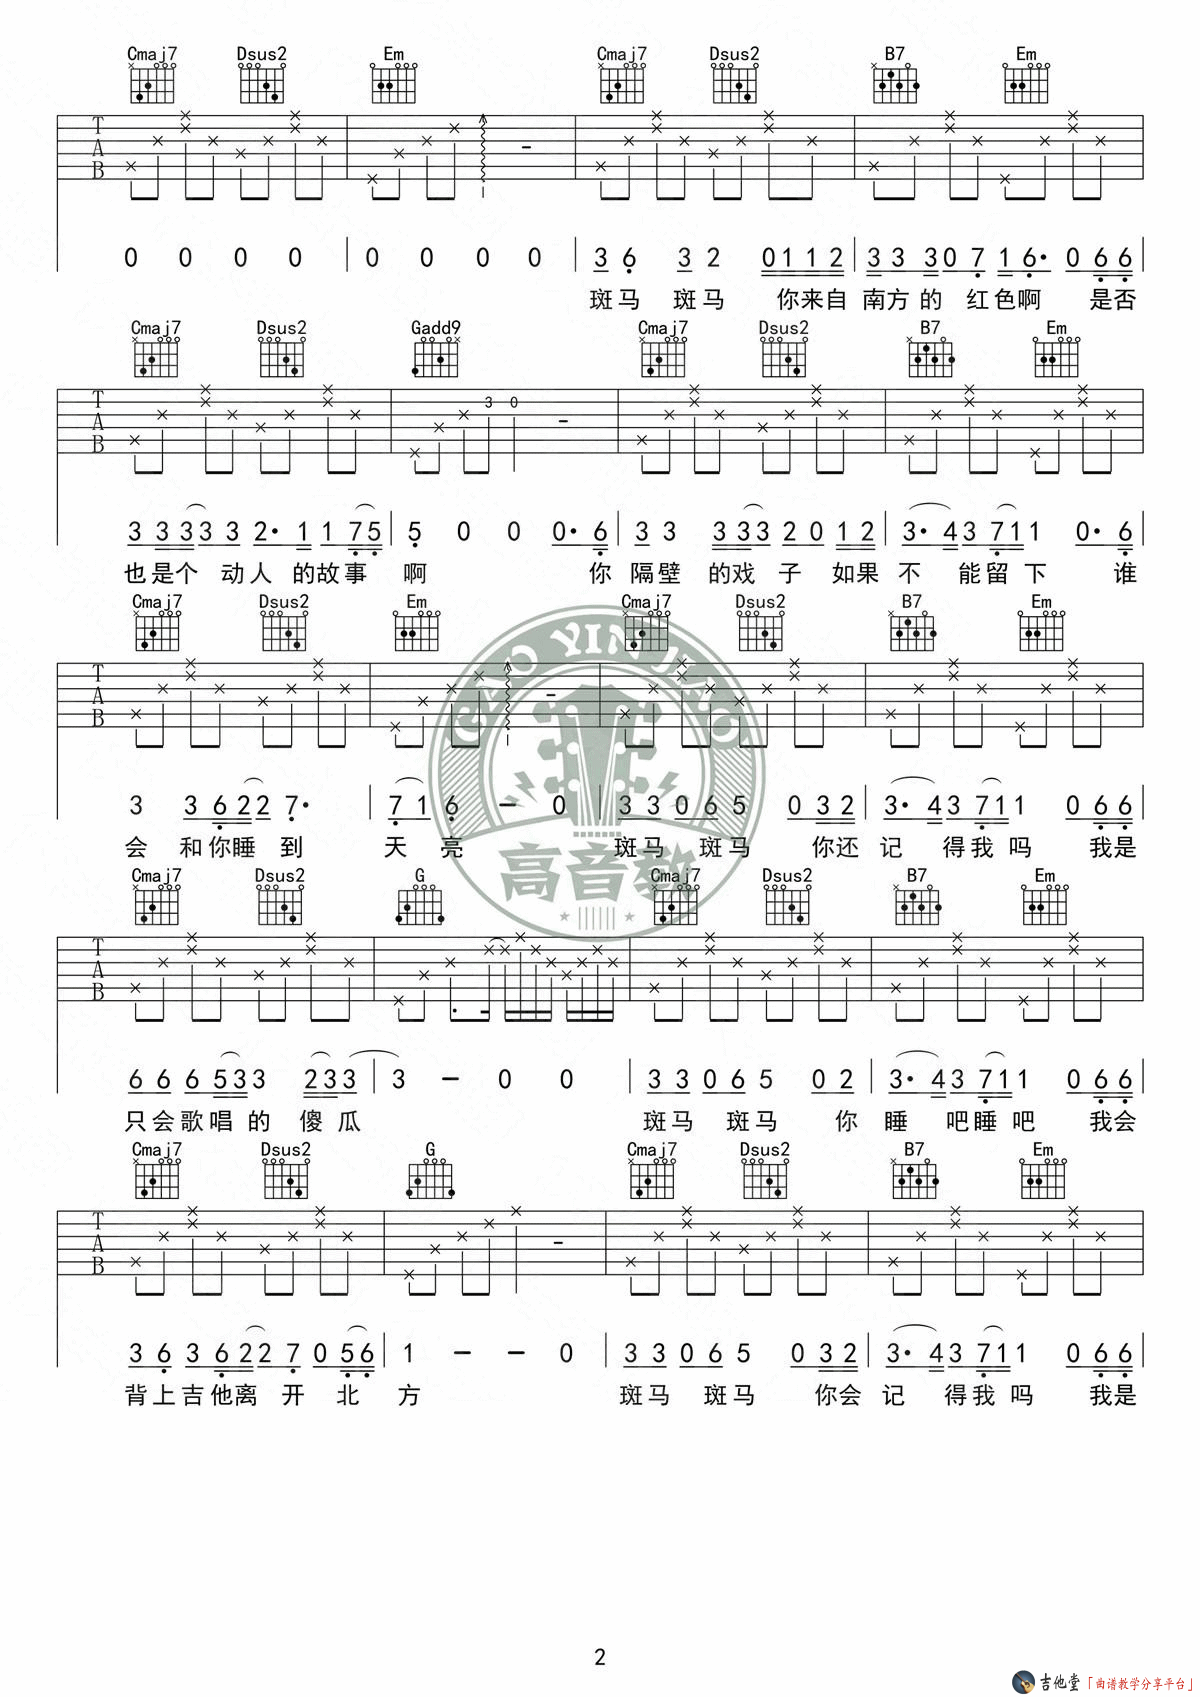 Cmaj7 Dsus2 Em Cmaj7 Dsus2 B7 Em
T
A
B
0 0 0 0 0 0 0 0 3 6 3 2 0 1 1 2 3 3 3 0 7 1 6· 0 6 6
斑马 斑马 你来自 南方的 红色啊 是否
Cmaj7 Dsus2 Gadd9 Cmaj7 Dsus2 B7 Em
T 3 0
A
B
3 3 3 3 3 2· 1 1 7 5 5 0 0 0· 6 3 3 3 3 3 2 0 1 2 3· 4 3 7 1 1 0· 6
也是个 动人 的故事 啊 你 隔壁 的戏 子 如果 不 能留 下 谁
Cmaj7 Dsus2 Em Cmaj7 Dsus2 B7 Em
T
A
B
3 3 6 2 2 7· 7 1 6 - 0 3 3 0 6 5 0 3 2 3· 4 3 7 1 1 0 6 6
会 和你睡 到 天 亮 斑马 斑马 你还 记 得我 吗 我是
Cmaj7 Dsus2 G Cmaj7 Dsus2 B7 Em
T
A
B
6 6 6 5 3 3 2 3 3 3 - 0 0 3 3 0 6 5 0 2 3· 4 3 7 1 1 0 6 6
只会歌唱 的 傻 瓜 斑马 斑马 你 睡 吧睡 吧 我会
Cmaj7 Dsus2 G Cmaj7 Dsus2 B7 Em
T
A
B
3 6 3 6 2 2 7 0 5 6 1 - - 0 3 3 0 6 5 0 3 2 3· 4 3 7 1 1 0 6 6
背上吉他离 开 北 方 斑马 斑马 你会 记 得我 吗 我是
GAO YIN JIAO
高音教
2
吉他堂「曲谱教学分享平台」